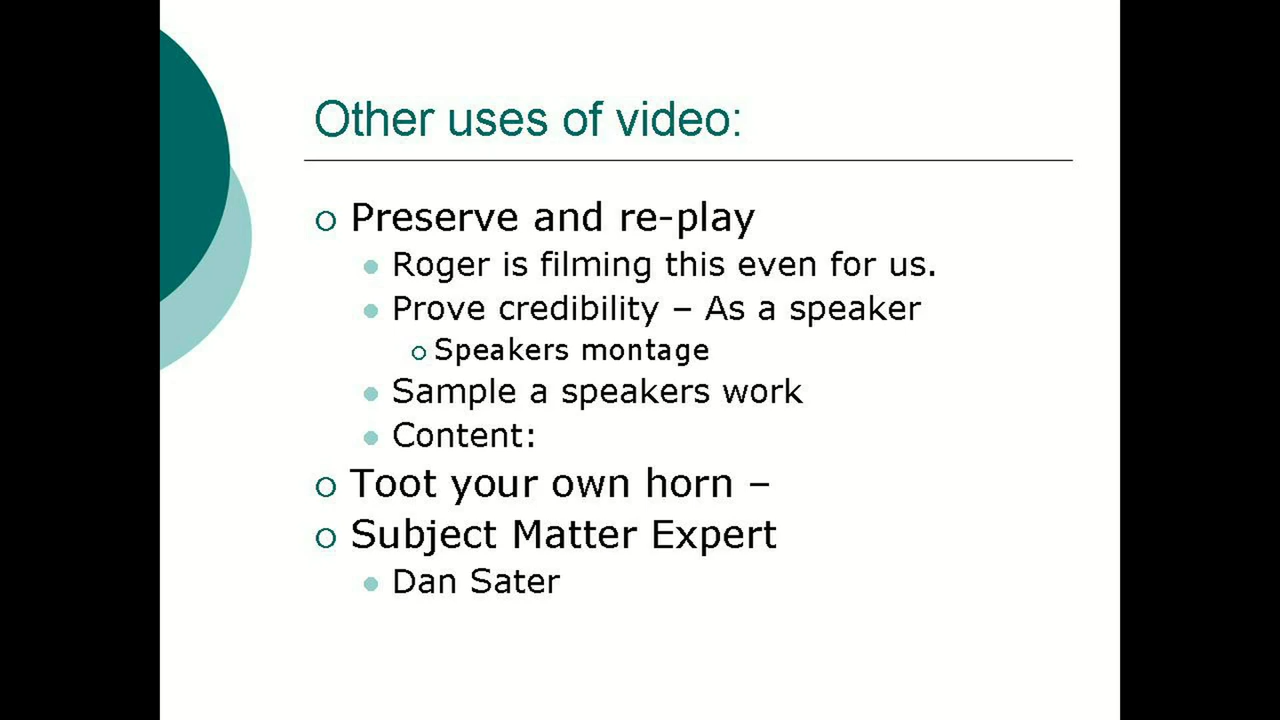 Other uses of video:
Preserve and re-play
Roger is filming this even for us.
Prove credibility – As a speaker
Speakers montage
Sample a speakers work
Content:
Toot your own horn –
Subject Matter Expert
Dan Sater